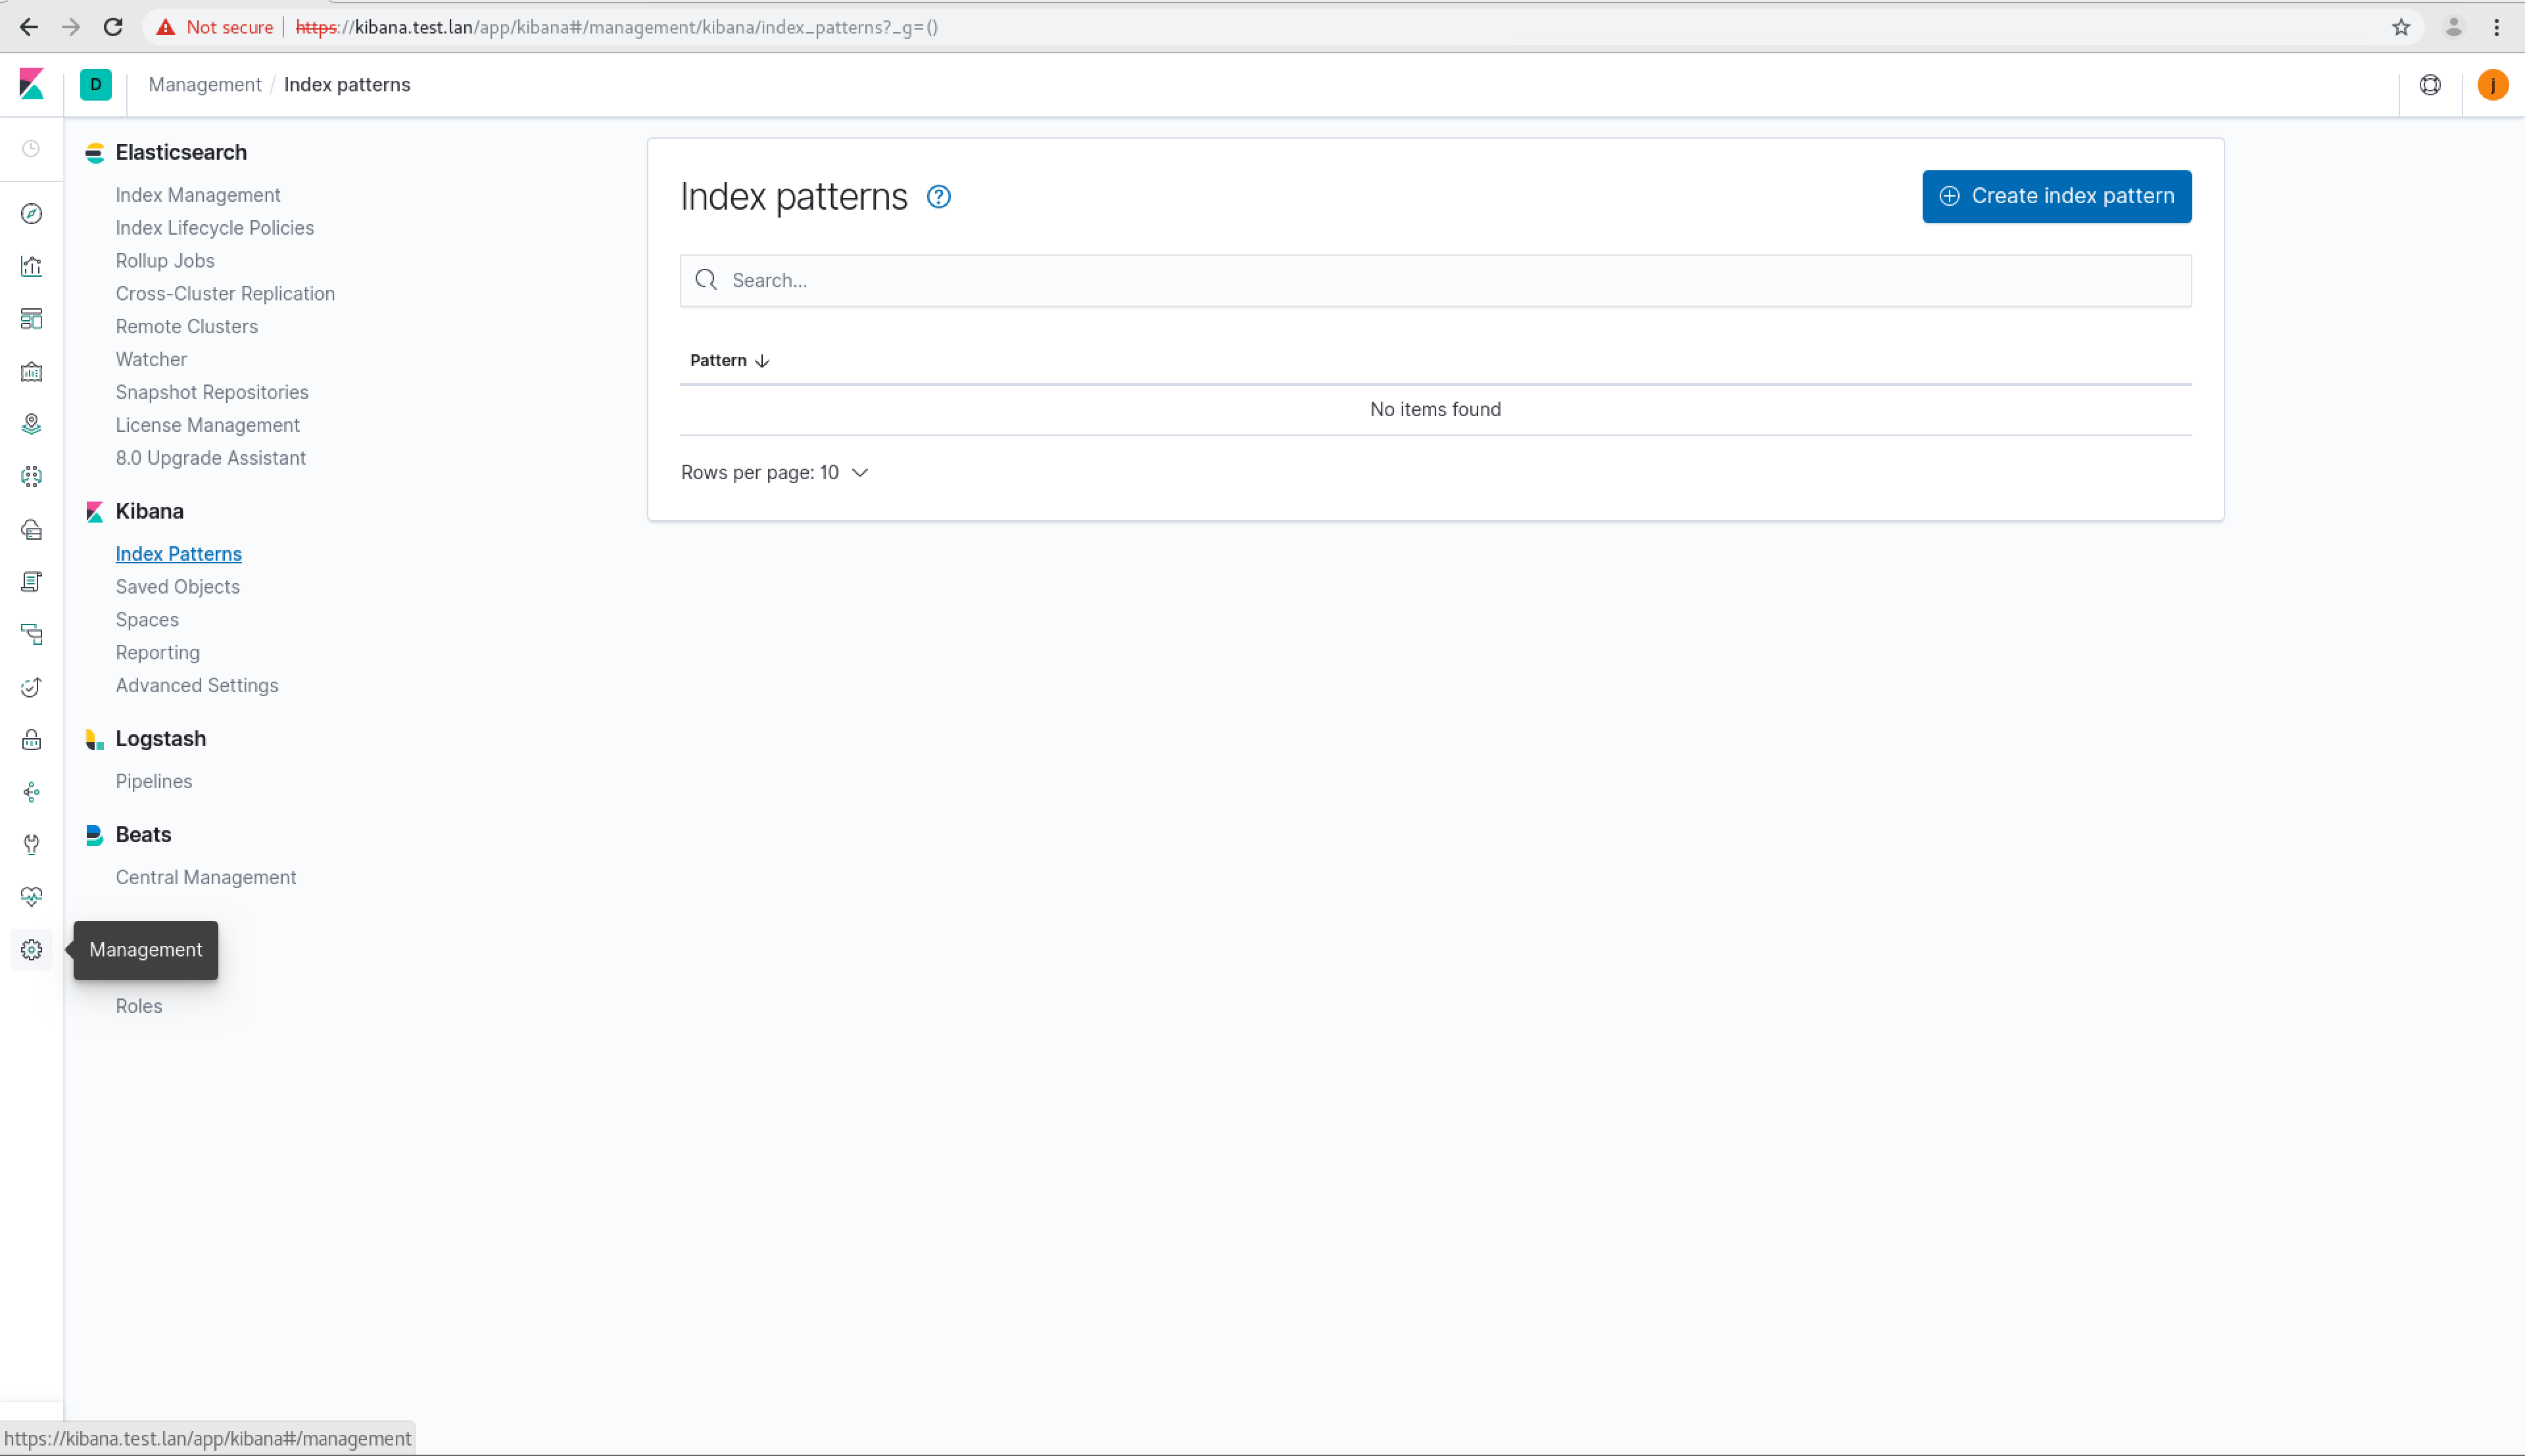 Not secure | https://kibana.test.lan/app/kibana#/management/kibana/index_patterns?_g=()
D Management / Index patterns j
Elasticsearch
Index Management
Index Lifecycle Policies
Rollup Jobs
Cross-Cluster Replication
Remote Clusters
Watcher
Snapshot Repositories
License Management
8.0 Upgrade Assistant
Kibana
Index Patterns
Saved Objects
Spaces
Reporting
Advanced Settings
Logstash
Pipelines
Beats
Central Management
Management
Roles
Index patterns ?
Create index pattern
Search...
Pattern
No items found
Rows per page: 10
https://kibana.test.lan/app/kibana#/management